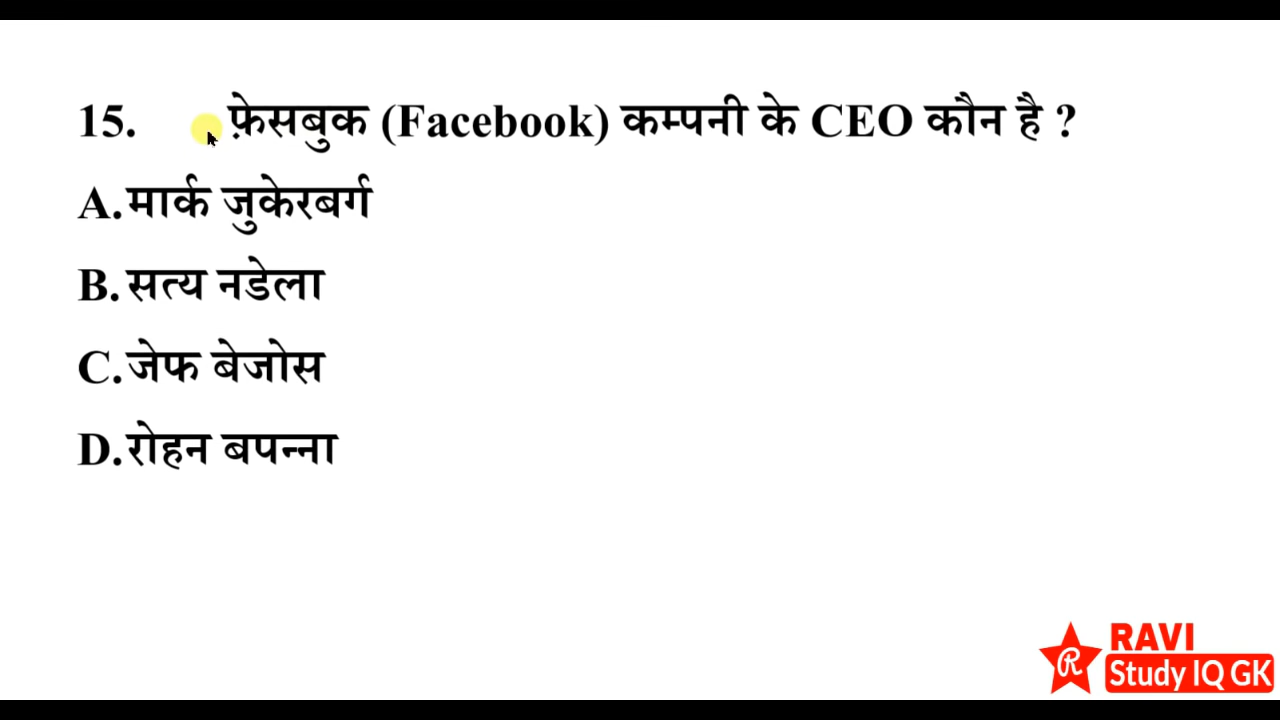 15. फ़ेसबुक (Facebook) कम्पनी के CEO कौन है ?
A.मार्क जुकेरबर्ग
B.सत्य नडेला
C.जेफ बेजोस
D.रोहन बपन्ना
R RAVI
Study IQ GK